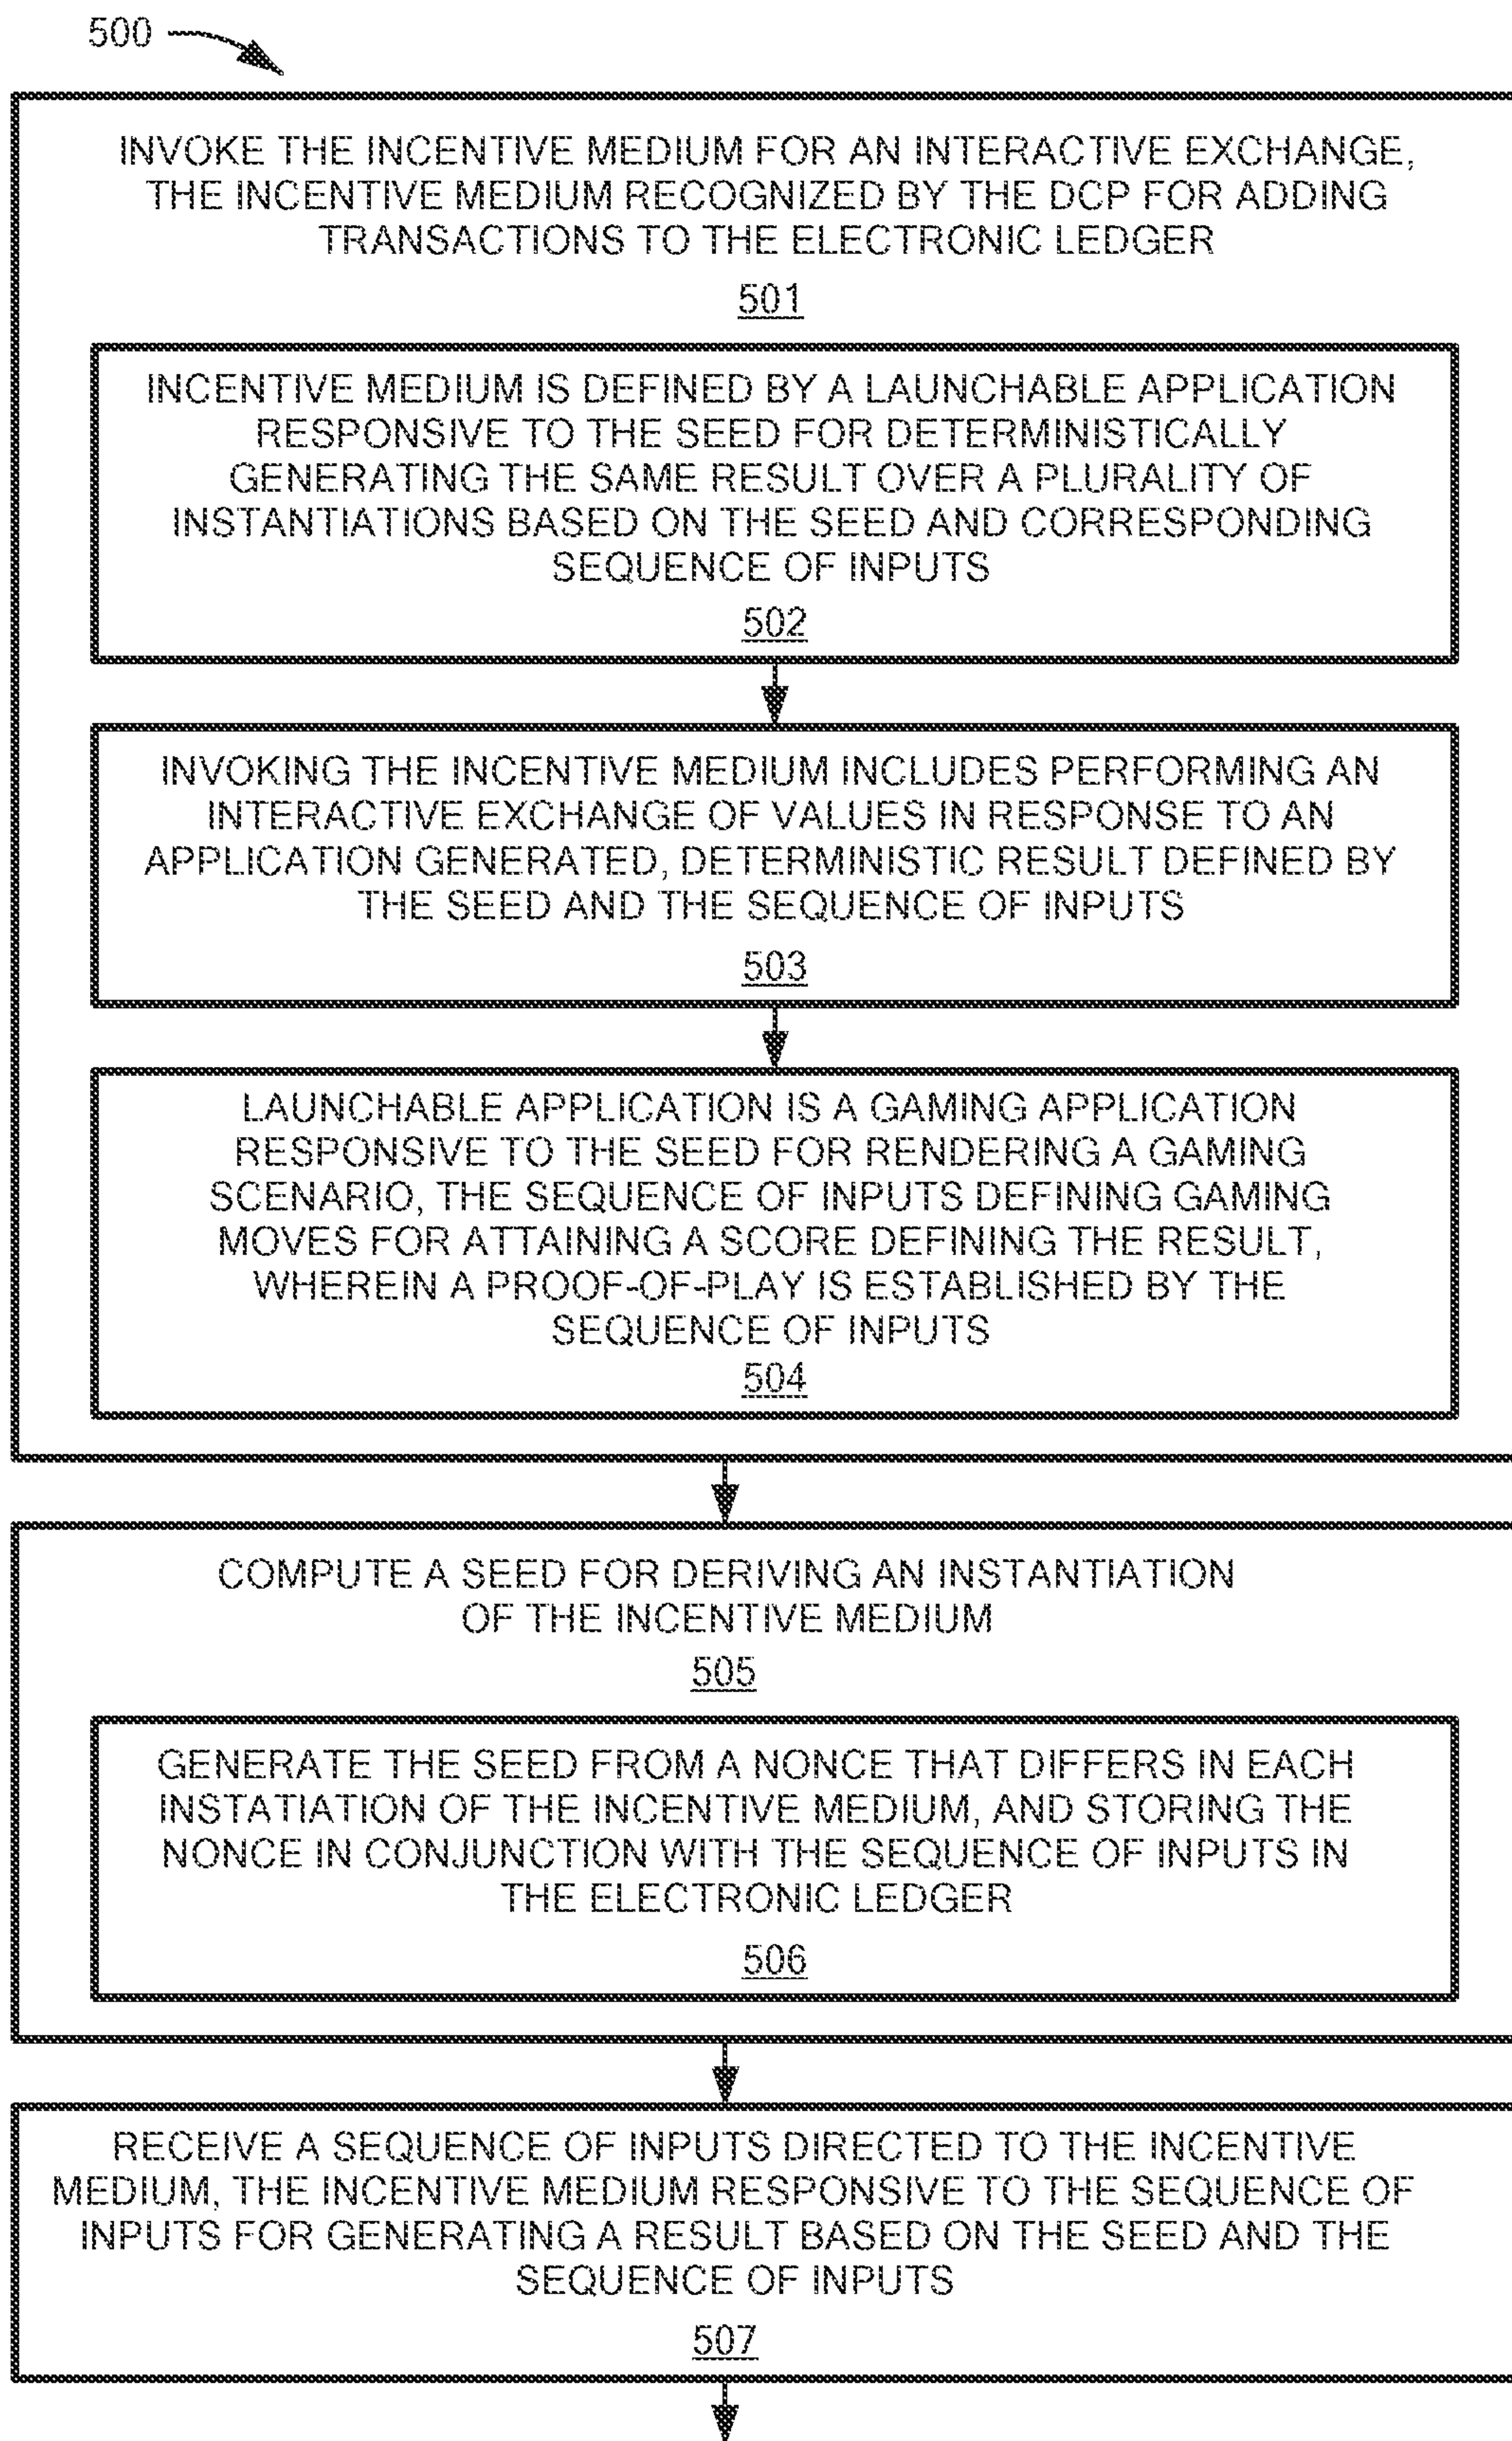 500
INVOKE THE INCENTIVE MEDIUM FOR AN INTERACTIVE EXCHANGE,
THE INCENTIVE MEDIUM RECOGNIZED BY THE DCP FOR ADDING
TRANSACTIONS TO THE ELECTRONIC LEDGER
501
INCENTIVE MEDIUM IS DEFINED BY A LAUNCHABLE APPLICATION
RESPONSIVE TO THE SEED FOR DETERMINISTICALLY
GENERATING THE SAME RESULT OVER A PLURALITY OF
INSTANTIATIONS BASED ON THE SEED AND CORRESPONDING
SEQUENCE OF INPUTS
502
INVOKING THE INCENTIVE MEDIUM INCLUDES PERFORMING AN
INTERACTIVE EXCHANGE OF VALUES IN RESPONSE TO AN
APPLICATION GENERATED, DETERMINISTIC RESULT DEFINED BY
THE SEED AND THE SEQUENCE OF INPUTS
503
LAUNCHABLE APPLICATION IS A GAMING APPLICATION
RESPONSIVE TO THE SEED FOR RENDERING A GAMING
SCENARIO, THE SEQUENCE OF INPUTS DEFINING GAMING
MOVES FOR ATTAINING A SCORE DEFINING THE RESULT,
WHEREIN A PROOF-OF-PLAY IS ESTABLISHED BY THE
SEQUENCE OF INPUTS
504
COMPUTE A SEED FOR DERIVING AN INSTANTIATION
OF THE INCENTIVE MEDIUM
505
GENERATE THE SEED FROM A NONCE THAT DIFFERS IN EACH
INSTATIATION OF THE INCENTIVE MEDIUM, AND STORING THE
NONCE IN CONJUNCTION WITH THE SEQUENCE OF INPUTS IN
THE ELECTRONIC LEDGER
506
RECEIVE A SEQUENCE OF INPUTS DIRECTED TO THE INCENTIVE
MEDIUM, THE INCENTIVE MEDIUM RESPONSIVE TO THE SEQUENCE OF
INPUTS FOR GENERATING A RESULT BASED ON THE SEED AND THE
SEQUENCE OF INPUTS
507